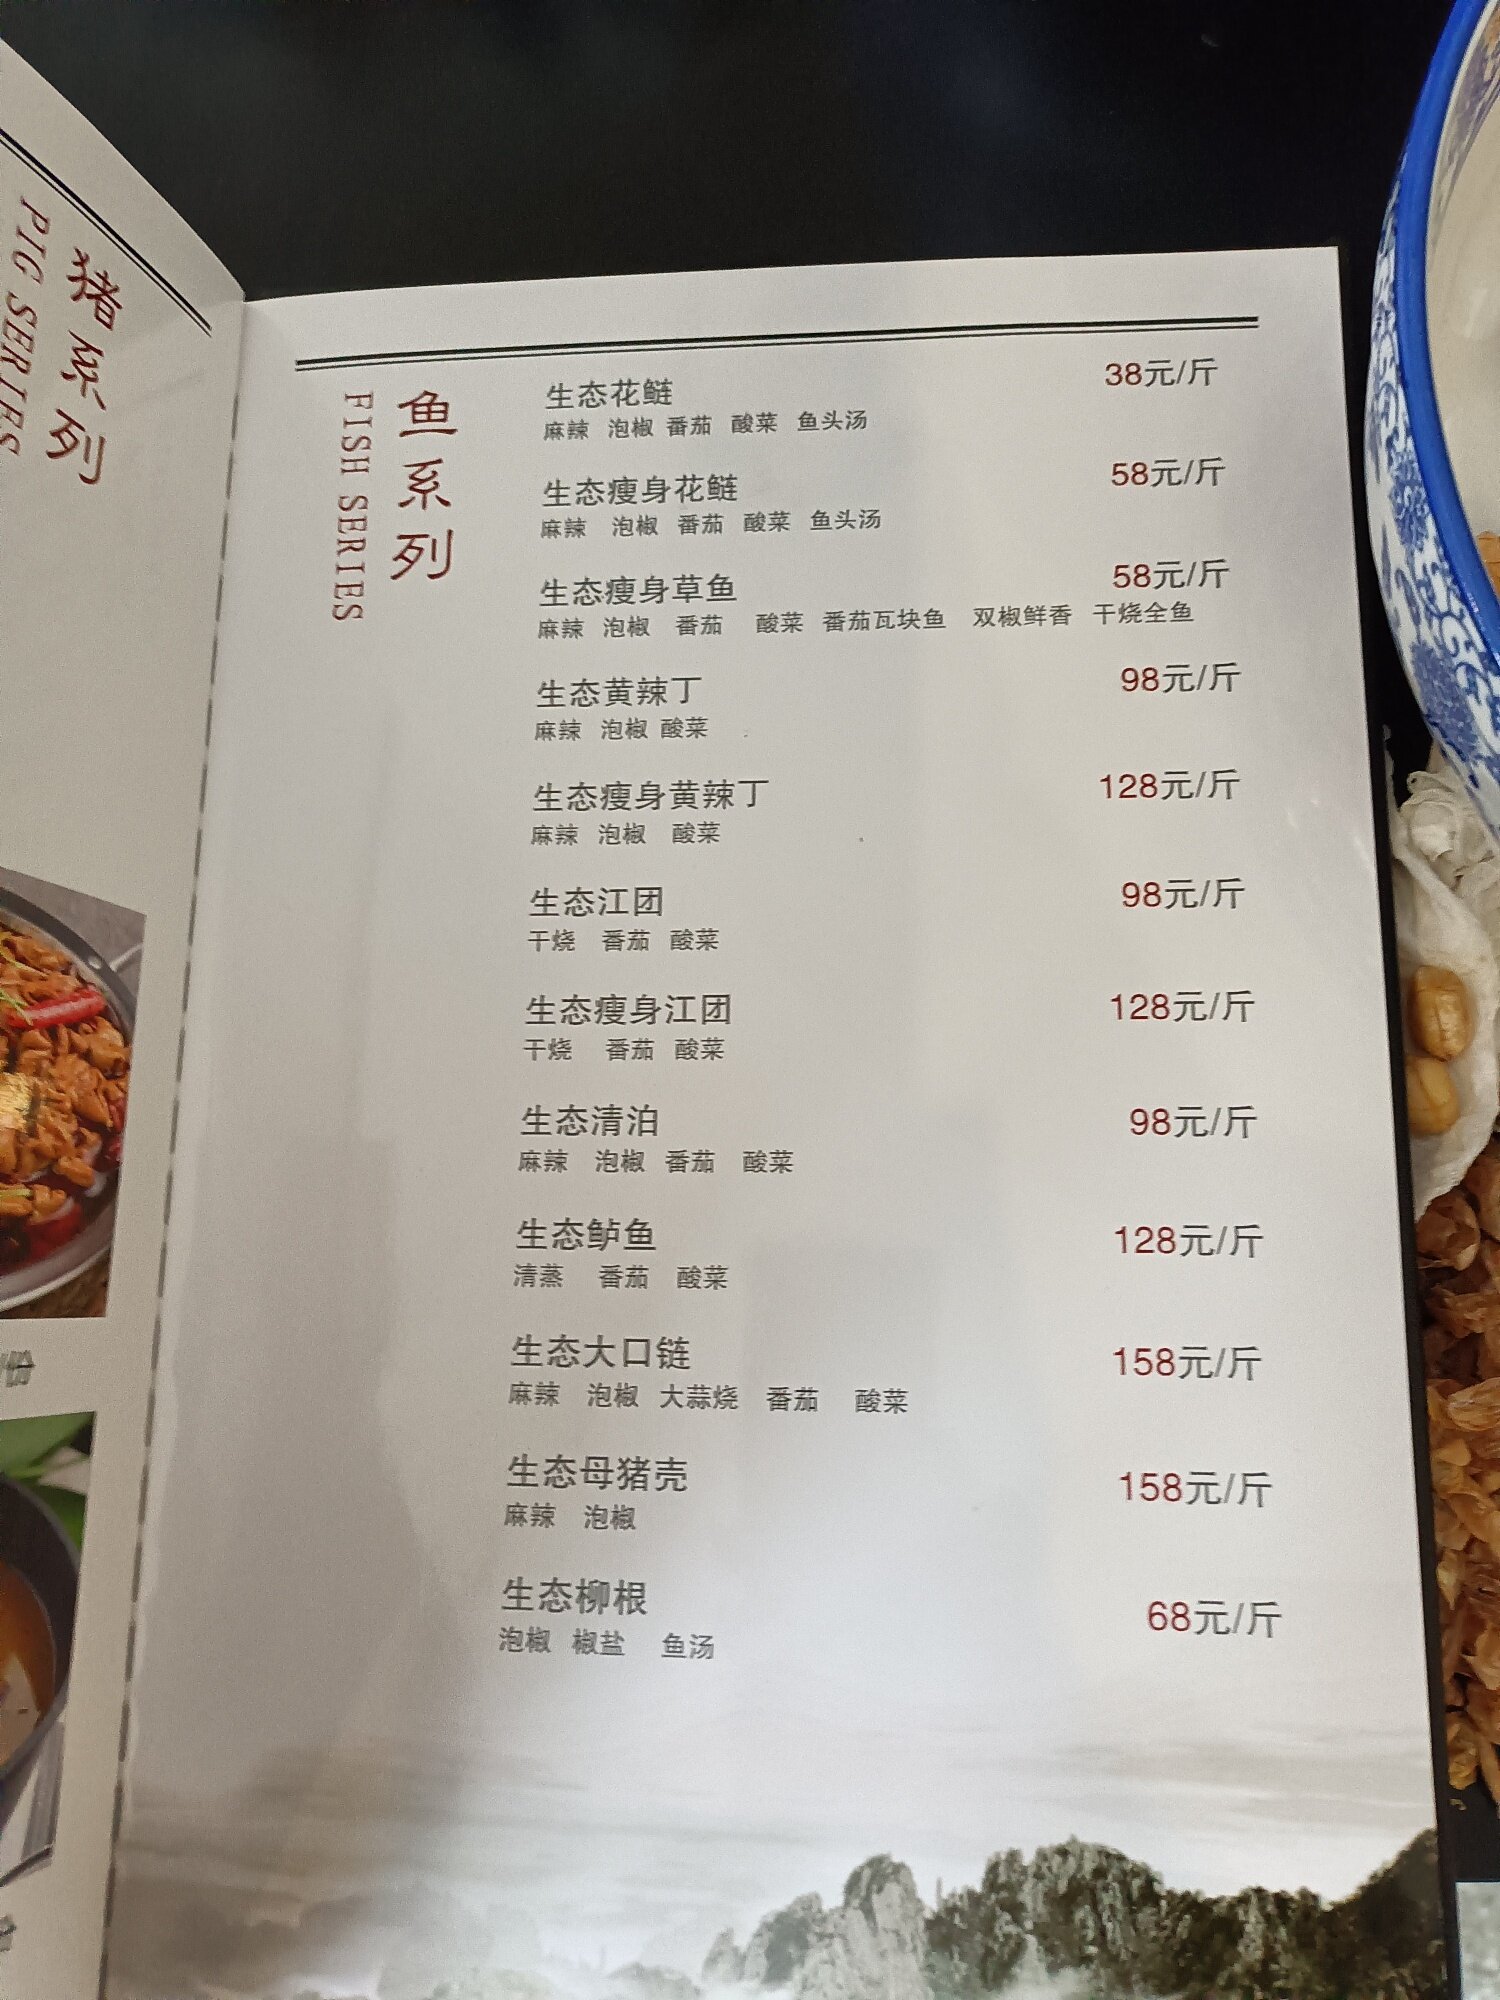 猪系列
PIG SERIES
鱼系列
FISH SERIES
生态花鲢 38元/斤
麻辣 泡椒 番茄 酸菜 鱼头汤
生态瘦身花鲢 58元/斤
麻辣 泡椒 番茄 酸菜 鱼头汤
生态瘦身草鱼 58元/斤
麻辣 泡椒 番茄 酸菜 番茄瓦块鱼 双椒鲜香 干烧全鱼
生态黄辣丁 98元/斤
麻辣 泡椒 酸菜
生态瘦身黄辣丁 128元/斤
麻辣 泡椒 酸菜
生态江团 98元/斤
干烧 番茄 酸菜
生态瘦身江团 128元/斤
干烧 番茄 酸菜
生态清泊 98元/斤
麻辣 泡椒 番茄 酸菜
生态鲈鱼 128元/斤
清蒸 番茄 酸菜
生态大口链 158元/斤
麻辣 泡椒 大蒜烧 番茄 酸菜
生态母猪壳 158元/斤
麻辣 泡椒
生态柳根 68元/斤
泡椒 椒盐 鱼汤